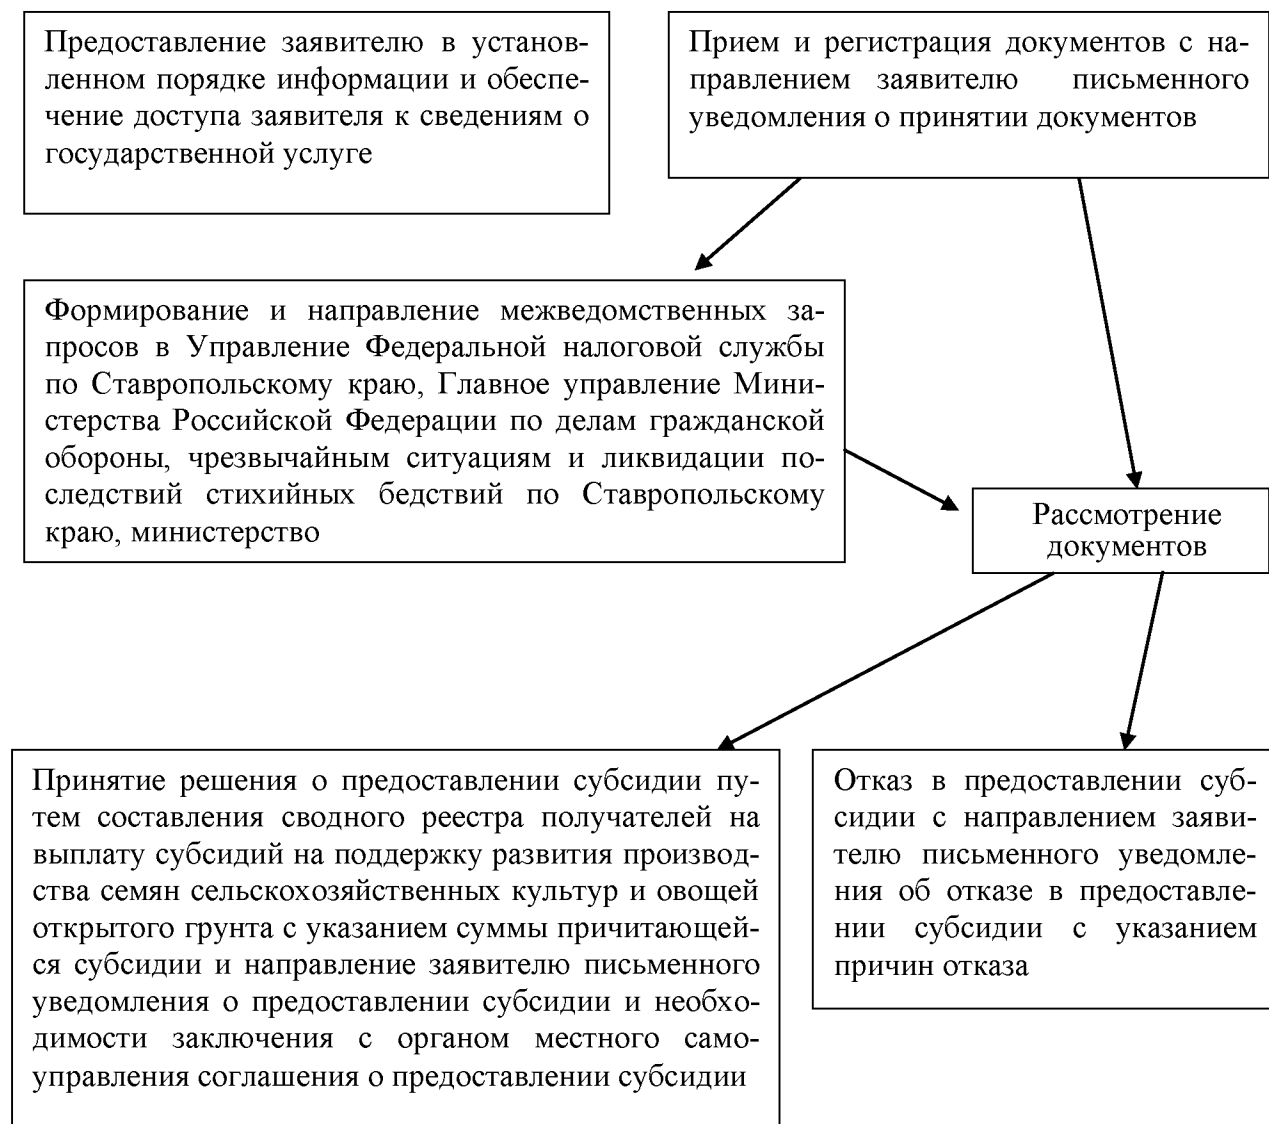 Предоставление заявителю в установ-
ленном порядке информации и обеспе-
чение доступа заявителя к сведениям о
государственной услуге
Прием и регистрация документов с на-
правлением заявителю письменного
уведомления о принятии документов
Формирование и направление межведомственных за-
просов в Управление Федеральной налоговой службы
по Ставропольскому краю, Главное управление Мини-
стерства Российской Федерации по делам гражданской
обороны, чрезвычайным ситуациям и ликвидации по-
следствий стихийных бедствий по Ставропольскому
краю, министерство
Рассмотрение
документов
Принятие решения о предоставлении субсидии пу-
тем составления сводного реестра получателей на
выплату субсидий на поддержку развития производ-
ства семян сельскохозяйственных культур и овощей
открытого грунта с указанием суммы причитающей-
ся субсидии и направление заявителю письменного
уведомления о предоставлении субсидии и необхо-
димости заключения с органом местного само-
управления соглашения о предоставлении субсидии
Отказ в предоставлении суб-
сидии с направлением заяви-
телю письменного уведомле-
ния об отказе в предоставле-
нии субсидии с указанием
причин отказа